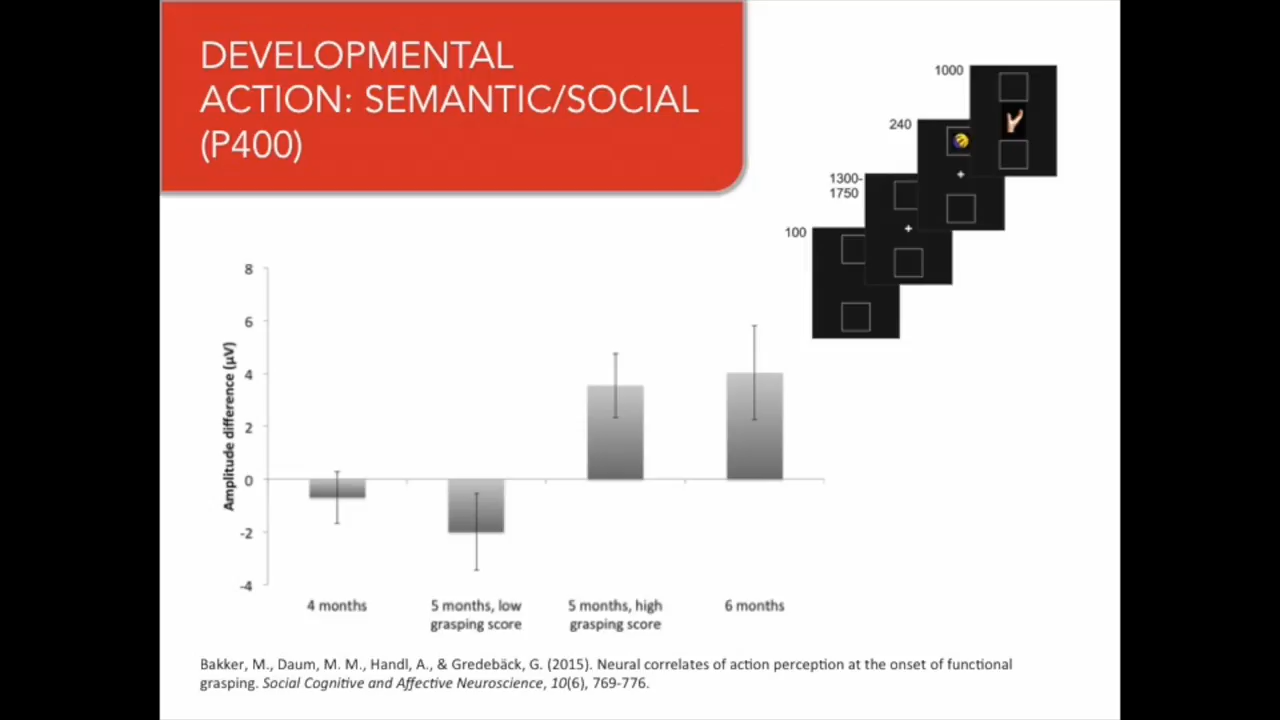 DEVELOPMENTAL
ACTION: SEMANTIC/SOCIAL
(P400)
1000
240
1300-
1750
100
8
6
4
2
0
-2
-4
Amplitude difference (µV)
4 months
5 months, low
grasping score
5 months, high
grasping score
6 months
Bakker, M., Daum, M. M., Handl, A., & Gredebäck, G. (2015). Neural correlates of action perception at the onset of functional
grasping. Social Cognitive and Affective Neuroscience, 10(6), 769-776.